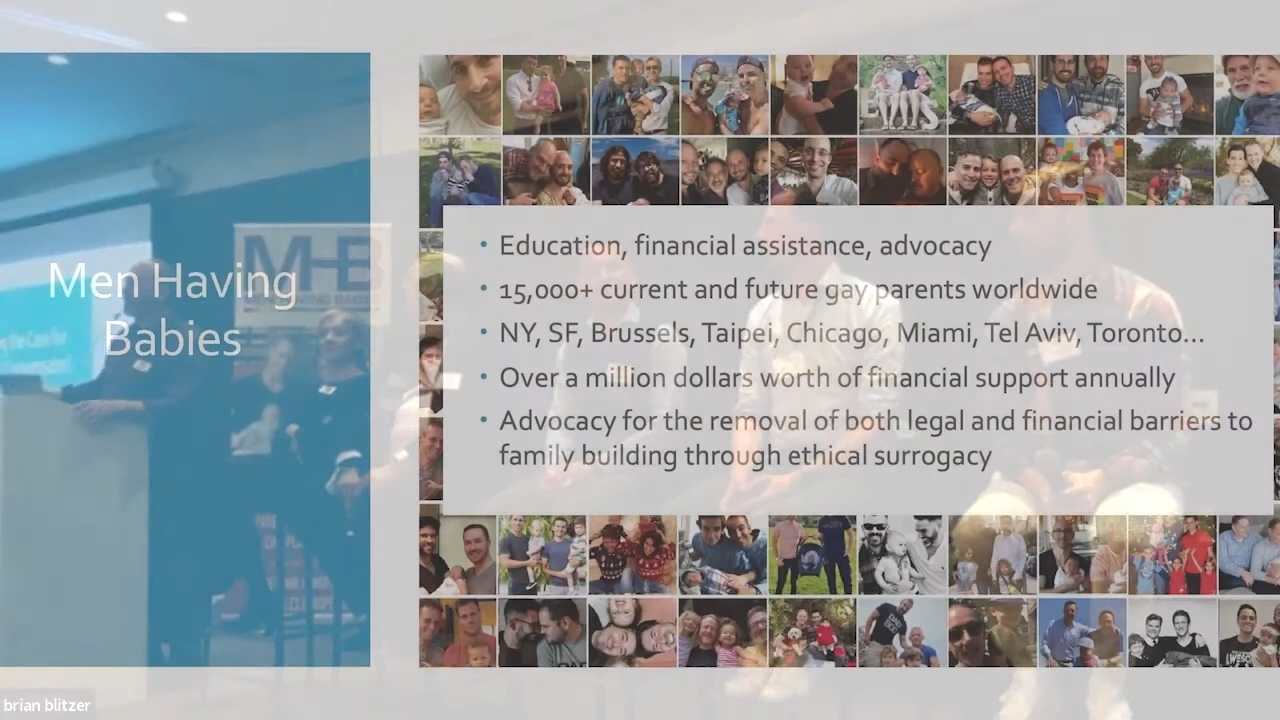 Men Having
Babies
• Education, financial assistance, advocacy
• 15,000+ current and future gay parents worldwide
• NY, SF, Brussels, Taipei, Chicago, Miami, Tel Aviv, Toronto...
• Over a million dollars worth of financial support annually
• Advocacy for the removal of both legal and financial barriers to
family building through ethical surrogacy
MHB
brian blitzer